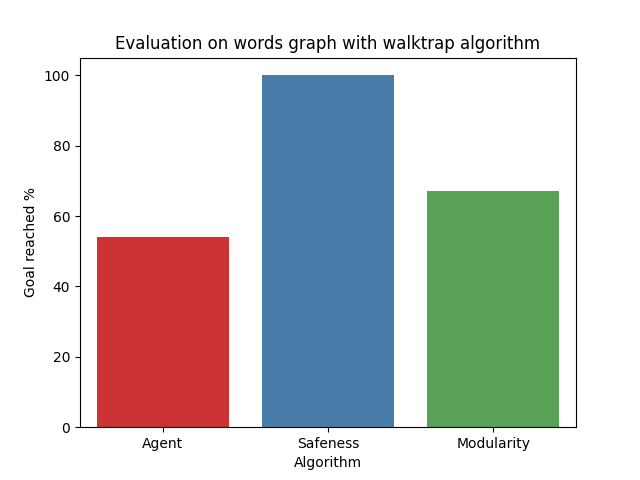 Evaluation on words graph with walktrap algorithm
100
80
60
40
20
0
Goal reached %
Agent
Safeness
Modularity
Algorithm